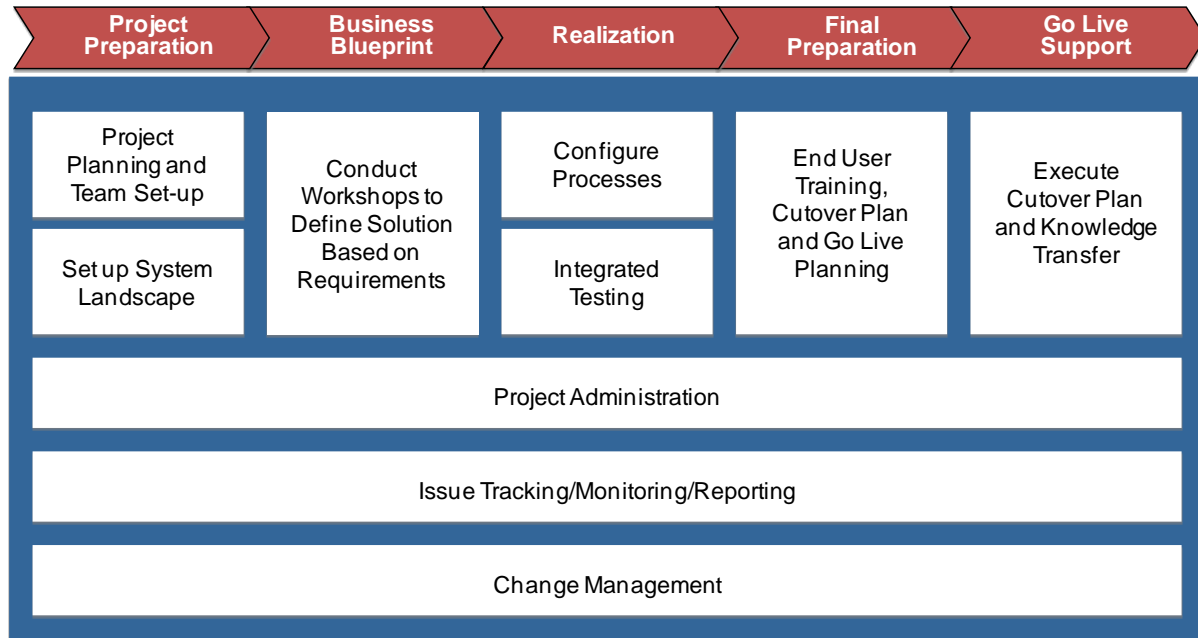 Project
Preparation
Business
Blueprint
Realization
Final
Preparation
Go Live
Support
Project
Planning and
Team Set-up
Set up System
Landscape
Conduct
Workshops to
Define Solution
Based on
Requirements
Configure
Processes
Integrated
Testing
End User
Training,
Cutover Plan
and Go Live
Planning
Execute
Cutover Plan
and Knowledge
Transfer
Project Administration
Issue Tracking/Monitoring/Reporting
Change Management